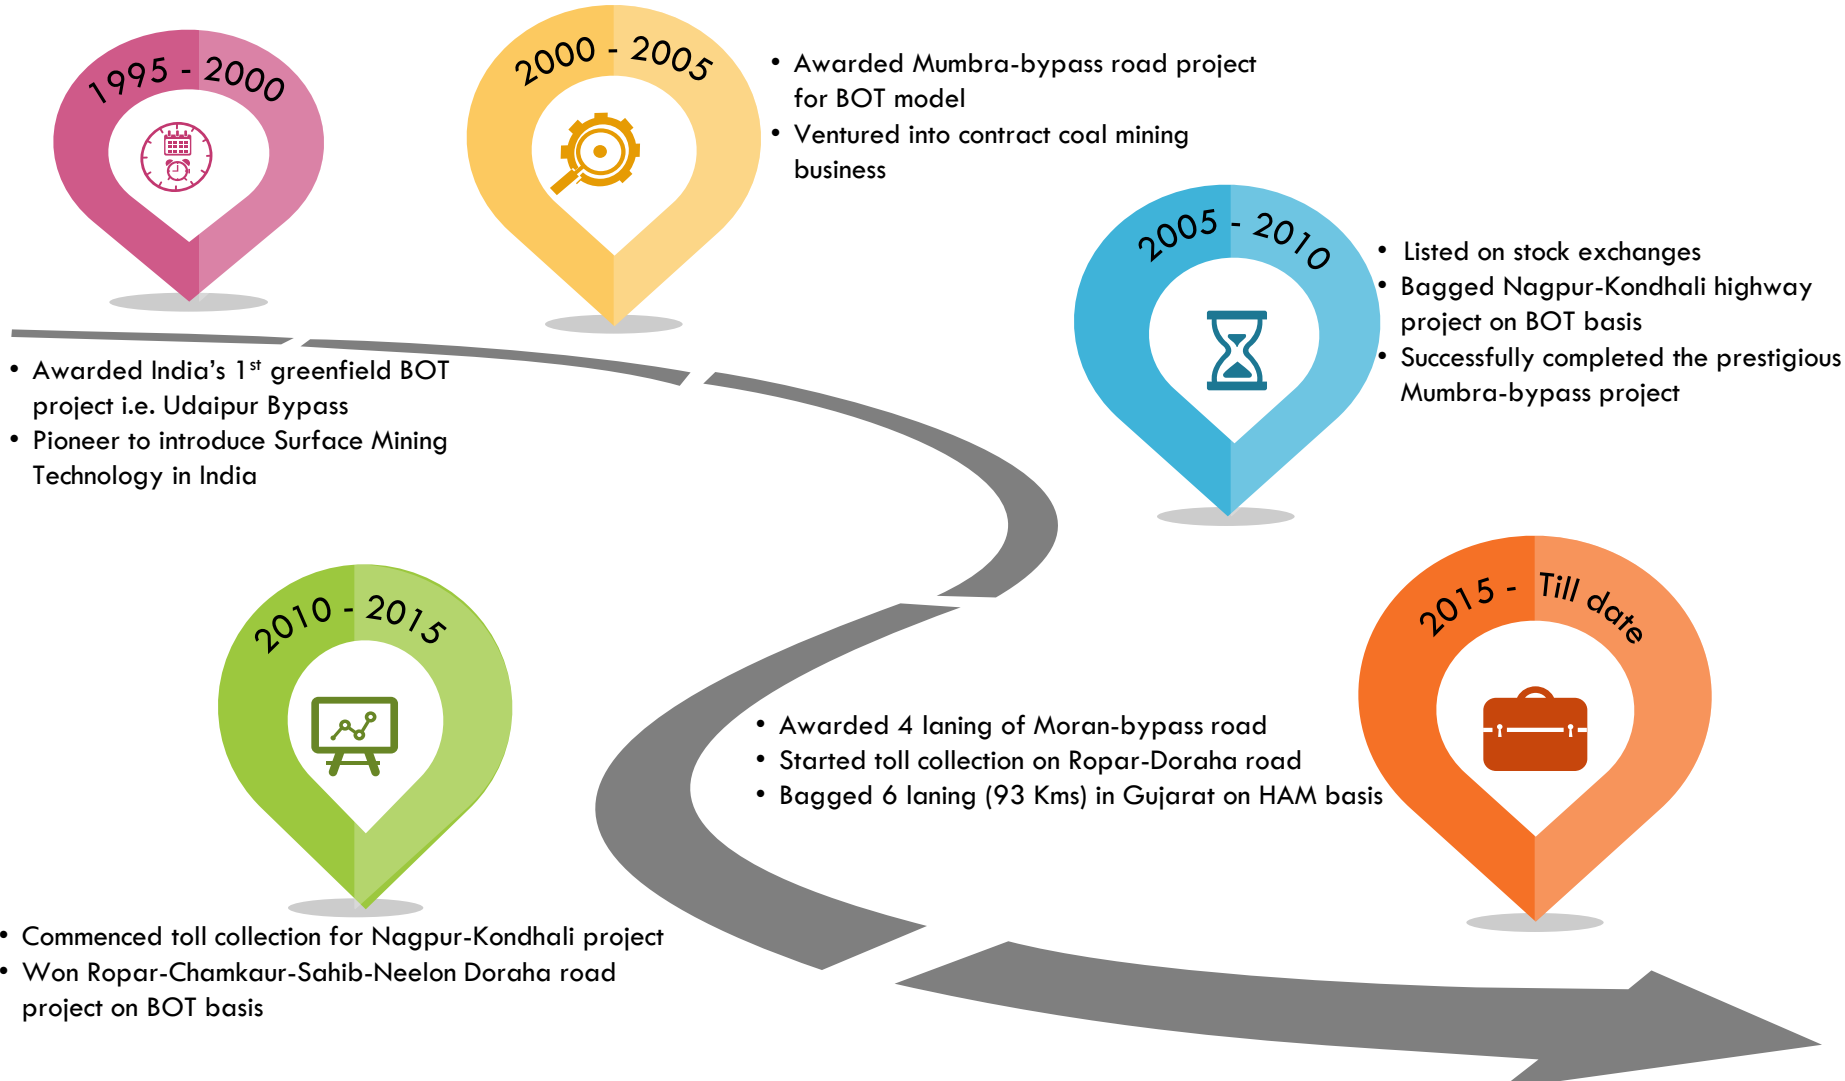 1995 - 2000
• Awarded India’s 1st greenfield BOT
project i.e. Udaipur Bypass
• Pioneer to introduce Surface Mining
Technology in India
2000 - 2005
• Awarded Mumbra-bypass road project
for BOT model
• Ventured into contract coal mining
business
2005 - 2010
• Listed on stock exchanges
• Bagged Nagpur-Kondhali highway
project on BOT basis
• Successfully completed the prestigious
Mumbra-bypass project
2010 - 2015
• Commenced toll collection for Nagpur-Kondhali project
• Won Ropar-Chamkaur-Sahib-Neelon Doraha road
project on BOT basis
2015 - Till date
• Awarded 4 laning of Moran-bypass road
• Started toll collection on Ropar-Doraha road
• Bagged 6 laning (93 Kms) in Gujarat on HAM basis